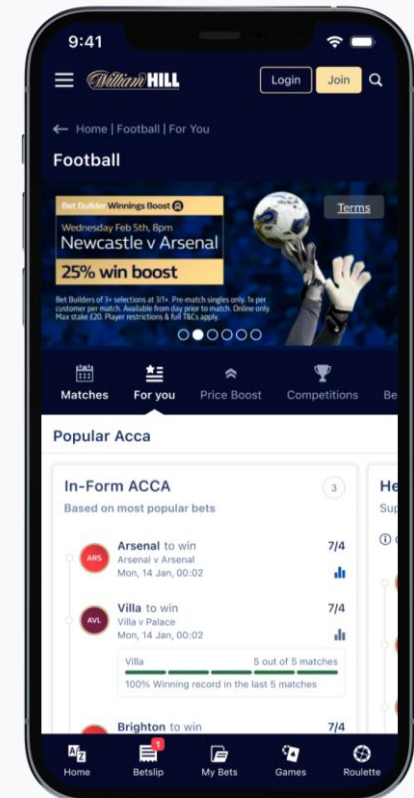 9:41
William HILL
Login
Join
Home | Football | For You
Football
Bet Builder Winnings Boost
Terms
Wednesday Feb 5th, 8pm
Newcastle v Arsenal
25% win boost
Bet Builders of 3+ selections at 3/1+. Pre-match singles only. 1x per
customer per match. Available from day prior to match. Online only.
Max stake £20. Player restrictions & full T&Cs apply.
Matches
For you
Price Boost
Competitions
Be
Popular Acca
In-Form ACCA
3
He
Based on most popular bets
Sup
ARS
Arsenal to win
7/4
Arsenal v Arsenal
Mon, 14 Jan, 00:02
AVL
Villa to win
7/4
Villa v Palace
Mon, 14 Jan, 00:02
Villa
5 out of 5 matches
100% Winning record in the last 5 matches
Brighton to win
7/4
AZ
1
Home
Betslip
My Bets
Games
Roulette